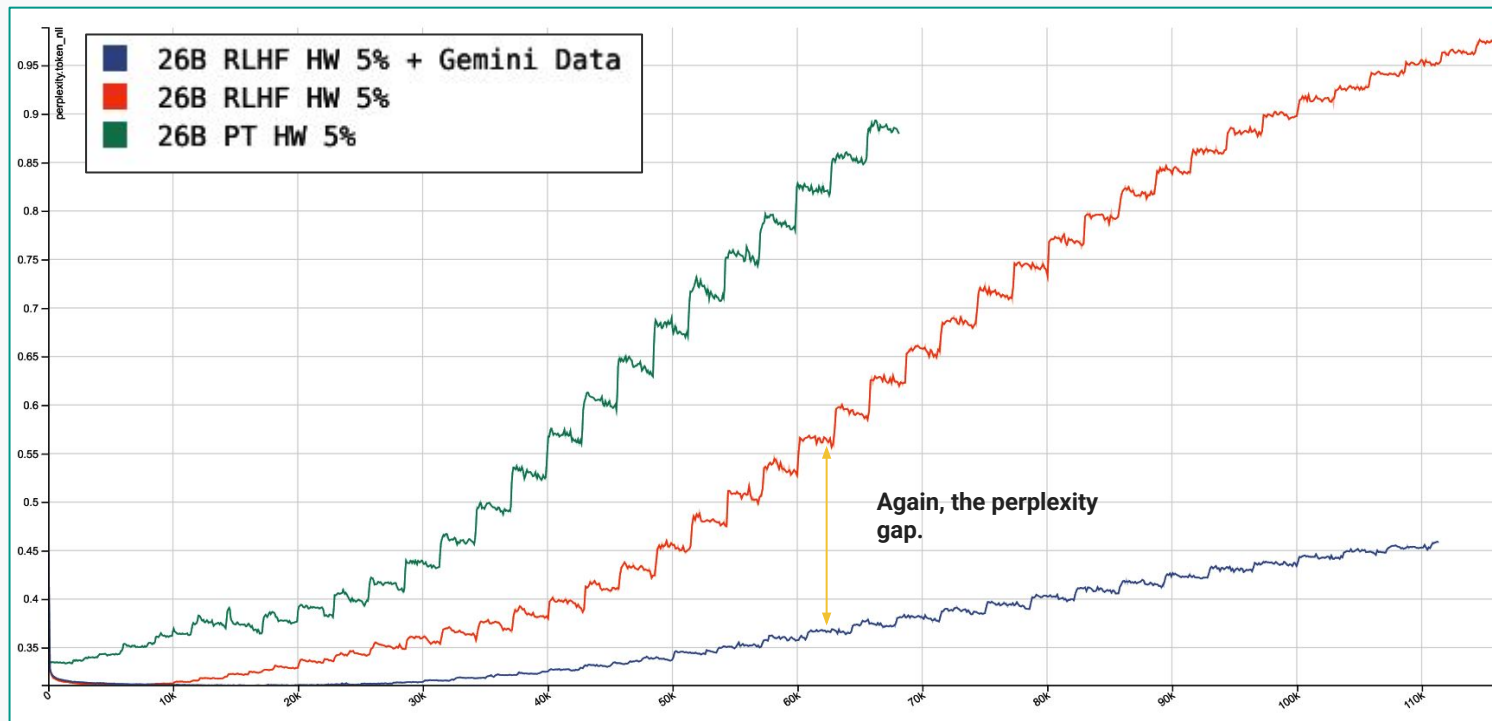 perplexity.token_nll
26B RLHF HW 5% + Gemini Data
26B RLHF HW 5%
26B PT HW 5%
0.95
0.9
0.85
0.8
0.75
0.7
0.65
0.6
0.55
0.5
0.45
0.4
0.35
Again, the perplexity
gap.
0
10k
20k
30k
40k
50k
60k
70k
80k
90k
100k
110k